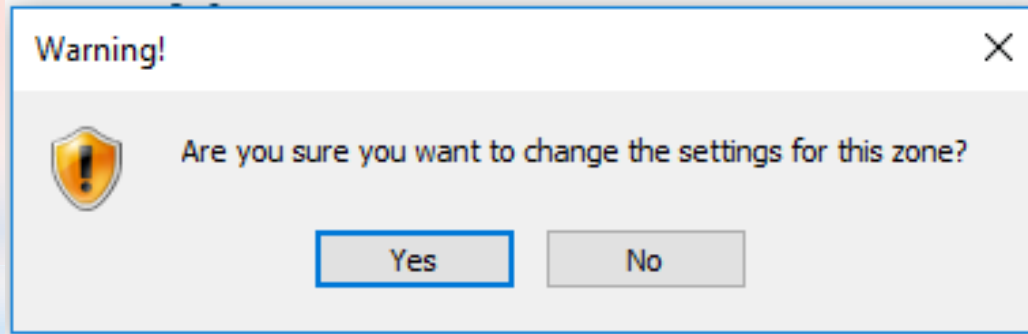 Warning!
Are you sure you want to change the settings for this zone?
Yes
No